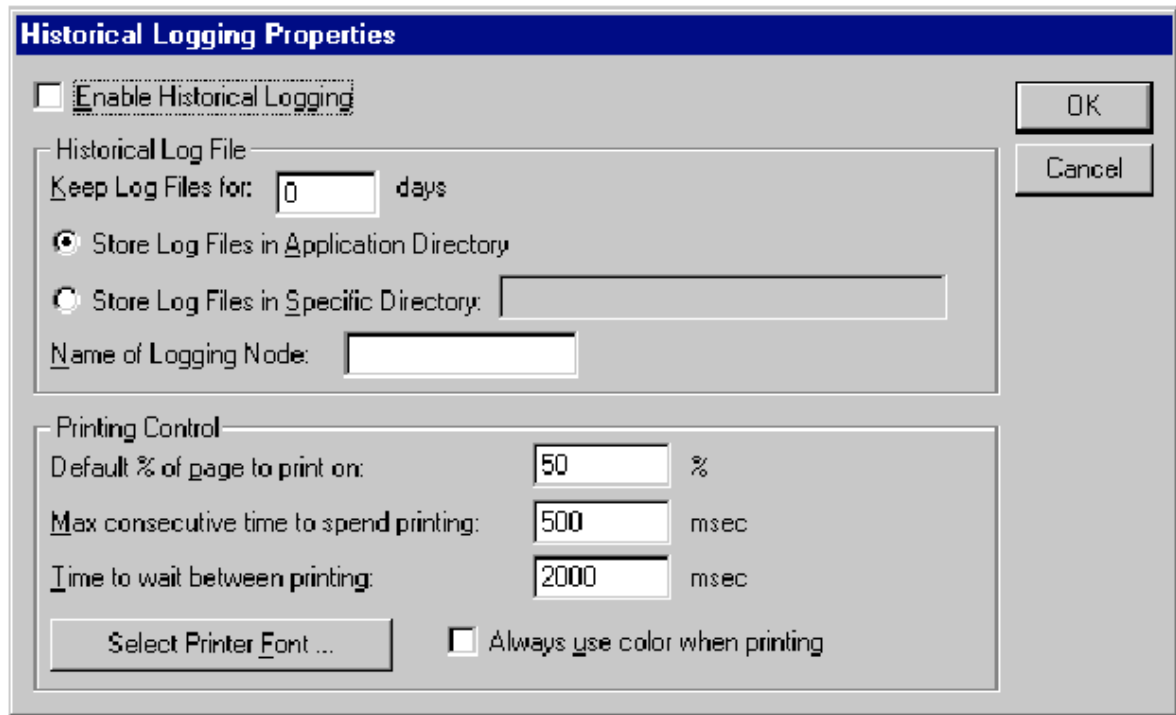 Historical Logging Properties
Enable Historical Logging
OK
Historical Log File
Cancel
Keep Log Files for: 0 days
Store Log Files in Application Directory
Store Log Files in Specific Directory:
Name of Logging Node:
Printing Control
Default % of page to print on: 50 %
Max consecutive time to spend printing: 500 msec
Time to wait between printing: 2000 msec
Select Printer Font ... Always use color when printing